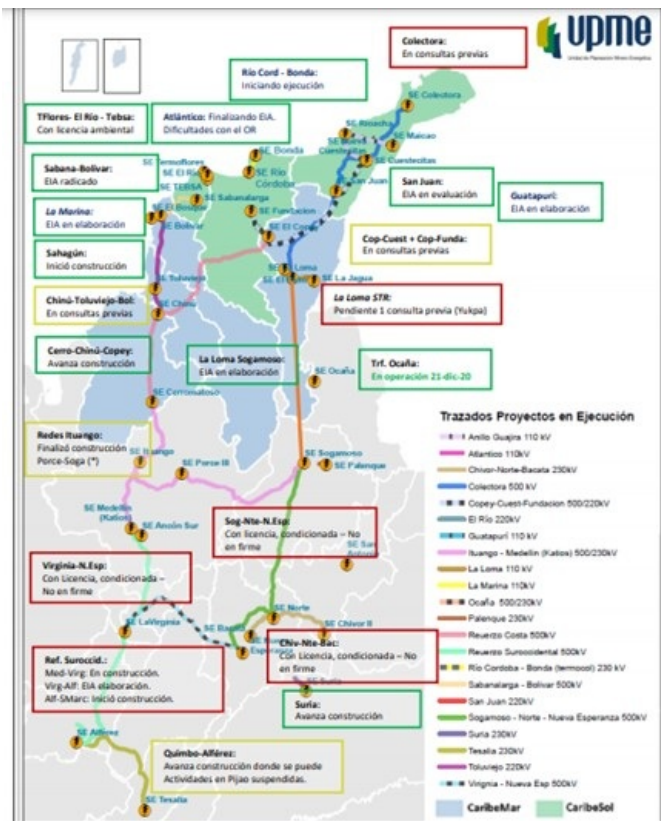 upme
Unidad de Planeación Minero Energética
Colectora:
En consultas previas
Río Cord - Bonda:
Iniciando ejecución
SE Colectora
TFlores- El Río - Tebsa:
Con licencia ambiental
Atlántico: Finalizando EIA.
Dificultades con el OR
SE Riohacha
SE Maicao
SE Cuestecitas
SE Bonda
SE Termoflores
Sabana-Bolívar:
EIA radicado
SE El Río
SE Río
Córdoba
SE TEBSA
SE Sabanalarga
San Juan
San Juan:
EIA en evaluación
Guatapurí:
EIA en elaboración
La Marina:
EIA en elaboración
SE El Bosque
SE Bolívar
SE Fundación
SE El Copey
Cop-Cuest + Cop-Funda:
En consultas previas
Sahagún:
Inició construcción
SE Toluviejo
Loma
SE La Jagua
Chinú-Toluviejo-Bol:
En consultas previas
SE Chinú
La Loma STR:
Pendiente 1 consulta previa (Yukpa)
Cerro-Chinú-Copey:
Avanza construcción
La Loma Sogamoso:
EIA en elaboración
Trf. Ocaña:
En operación 21-dic-20
SE Ocaña
SE Cerromatoso
Redes Ituango:
Finalizó construcción
Porce-Soga (*)
SE Ituango
SE Porce III
SE Sogamoso
SE Palenque
SE Medellín
(Katios)
SE Ancón Sur
Sog-Nte-N.Esp:
Con licencia, condicionada – No
en firme
SE San
Antonio
Virginia-N.Esp:
Con Licencia, condicionada –
No en firme
SE LaVirginia
SE Norte
SE Bacatá
SE Chivor II
SE Nueva
Esperanza
Chiv-Nte-Bac:
Con Licencia, condicionada – No
en firme
Ref. Suroccid.:
Med-Virg: En construcción.
Virg-Alf: EIA elaboración.
Alf-SMarc: Inició construcción.
Suria:
Avanza construcción
SE Alférez
Quimbo-Alférez:
Avanza construcción donde se puede
Actividades en Pijao suspendidas.
SE Tesalia
Trazados Proyectos en Ejecución
Anillo Guajira 110 kV
Atlantico 110kV
Chivor-Norte-Bacata 230kV
Colectora 500 kV
Copey-Cuest-Fundacion 500/220kV
El Río 220kV
Guatapurí 110 kV
Ituango - Medellín (Katios) 500/230kV
La Loma 110 kV
La Marina 110kV
Ocaña 500/230kV
Palenque 230kV
Refuerzo Costa 500kV
Refuerzo Suroccidental 500kV
Río Cordoba - Bonda (termocol) 230 kV
Sabanalarga - Bolivar 500kV
San Juan 220kV
Sogamoso - Norte - Nueva Esperanza 500kV
Suria 230kV
Tesalia 230kV
Toluviejo 220kV
Virginia - Nueva Esp 500kV
CaribeMar
CaribeSol